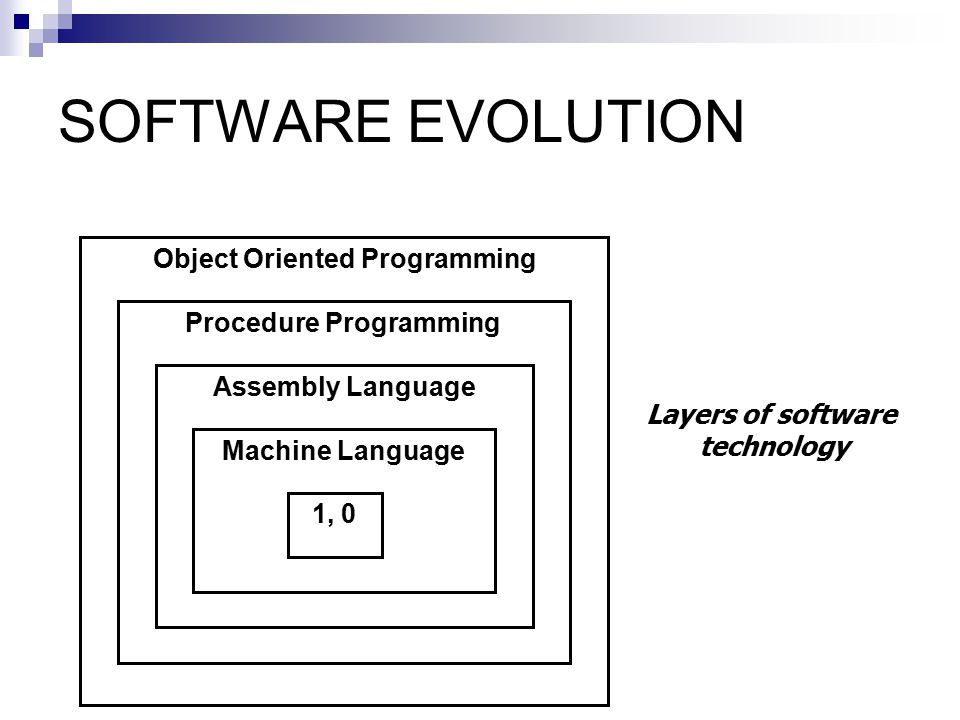 SOFTWARE EVOLUTION
Object Oriented Programming
Procedure Programming
Assembly Language
Machine Language
1, 0
Layers of software
technology